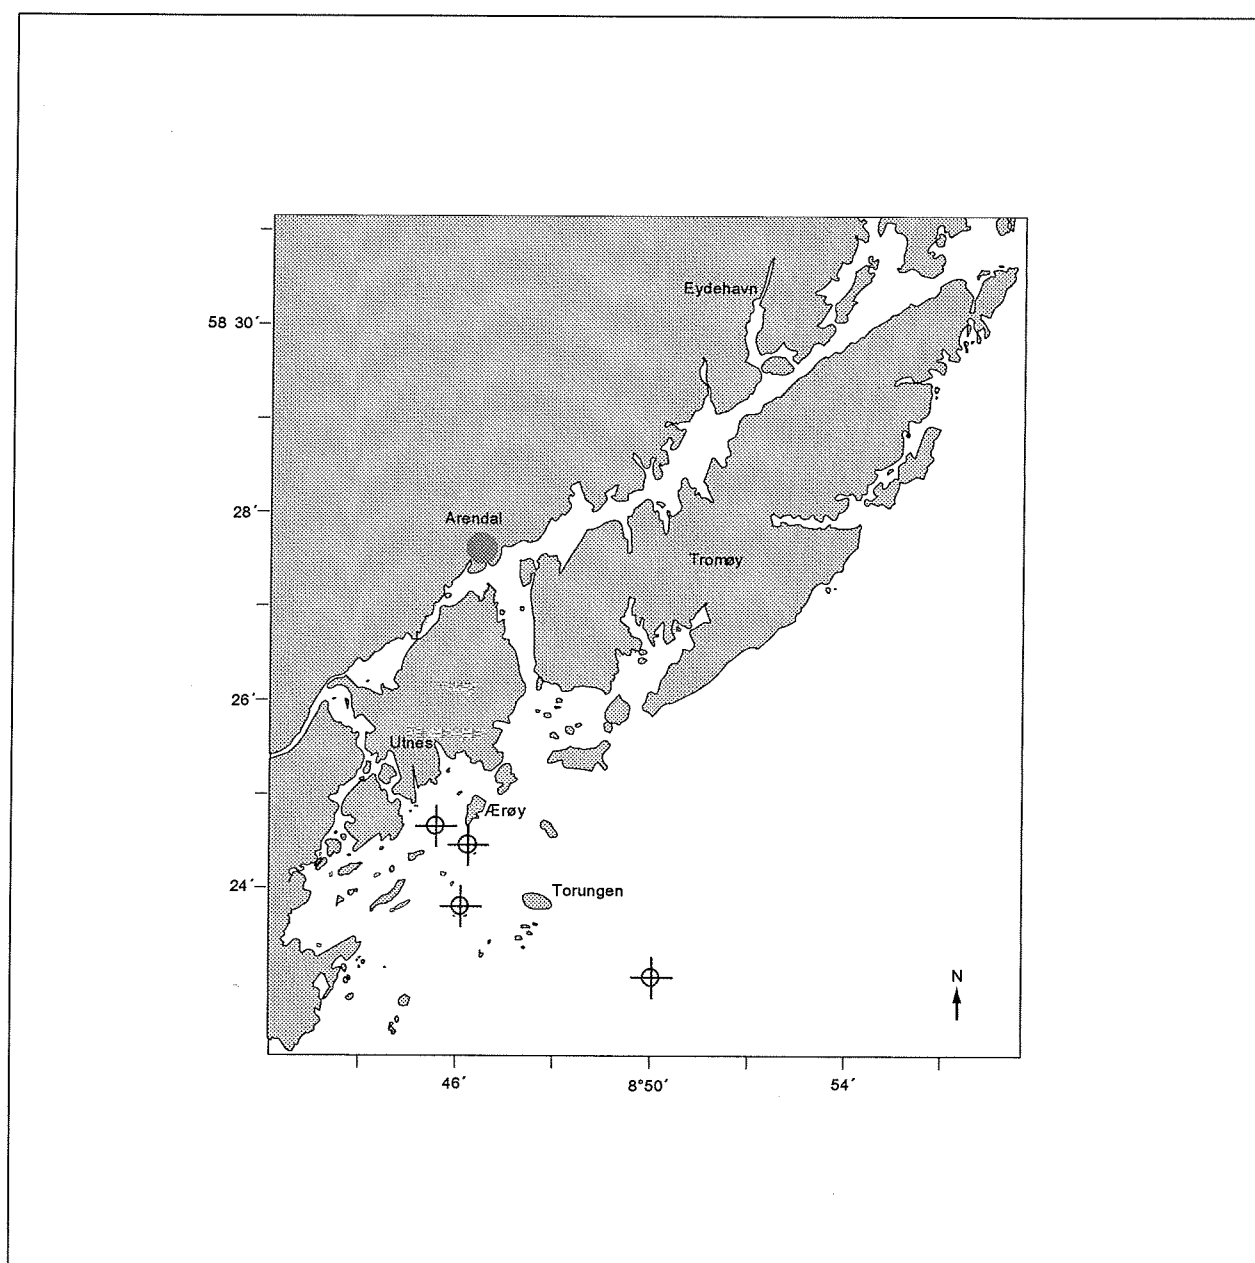 Eydehavn
58 30´
28´
Arendal
Tromøy
26´
Utnes
Ærøy
24´
Torungen
N
46´
8°50´
54´